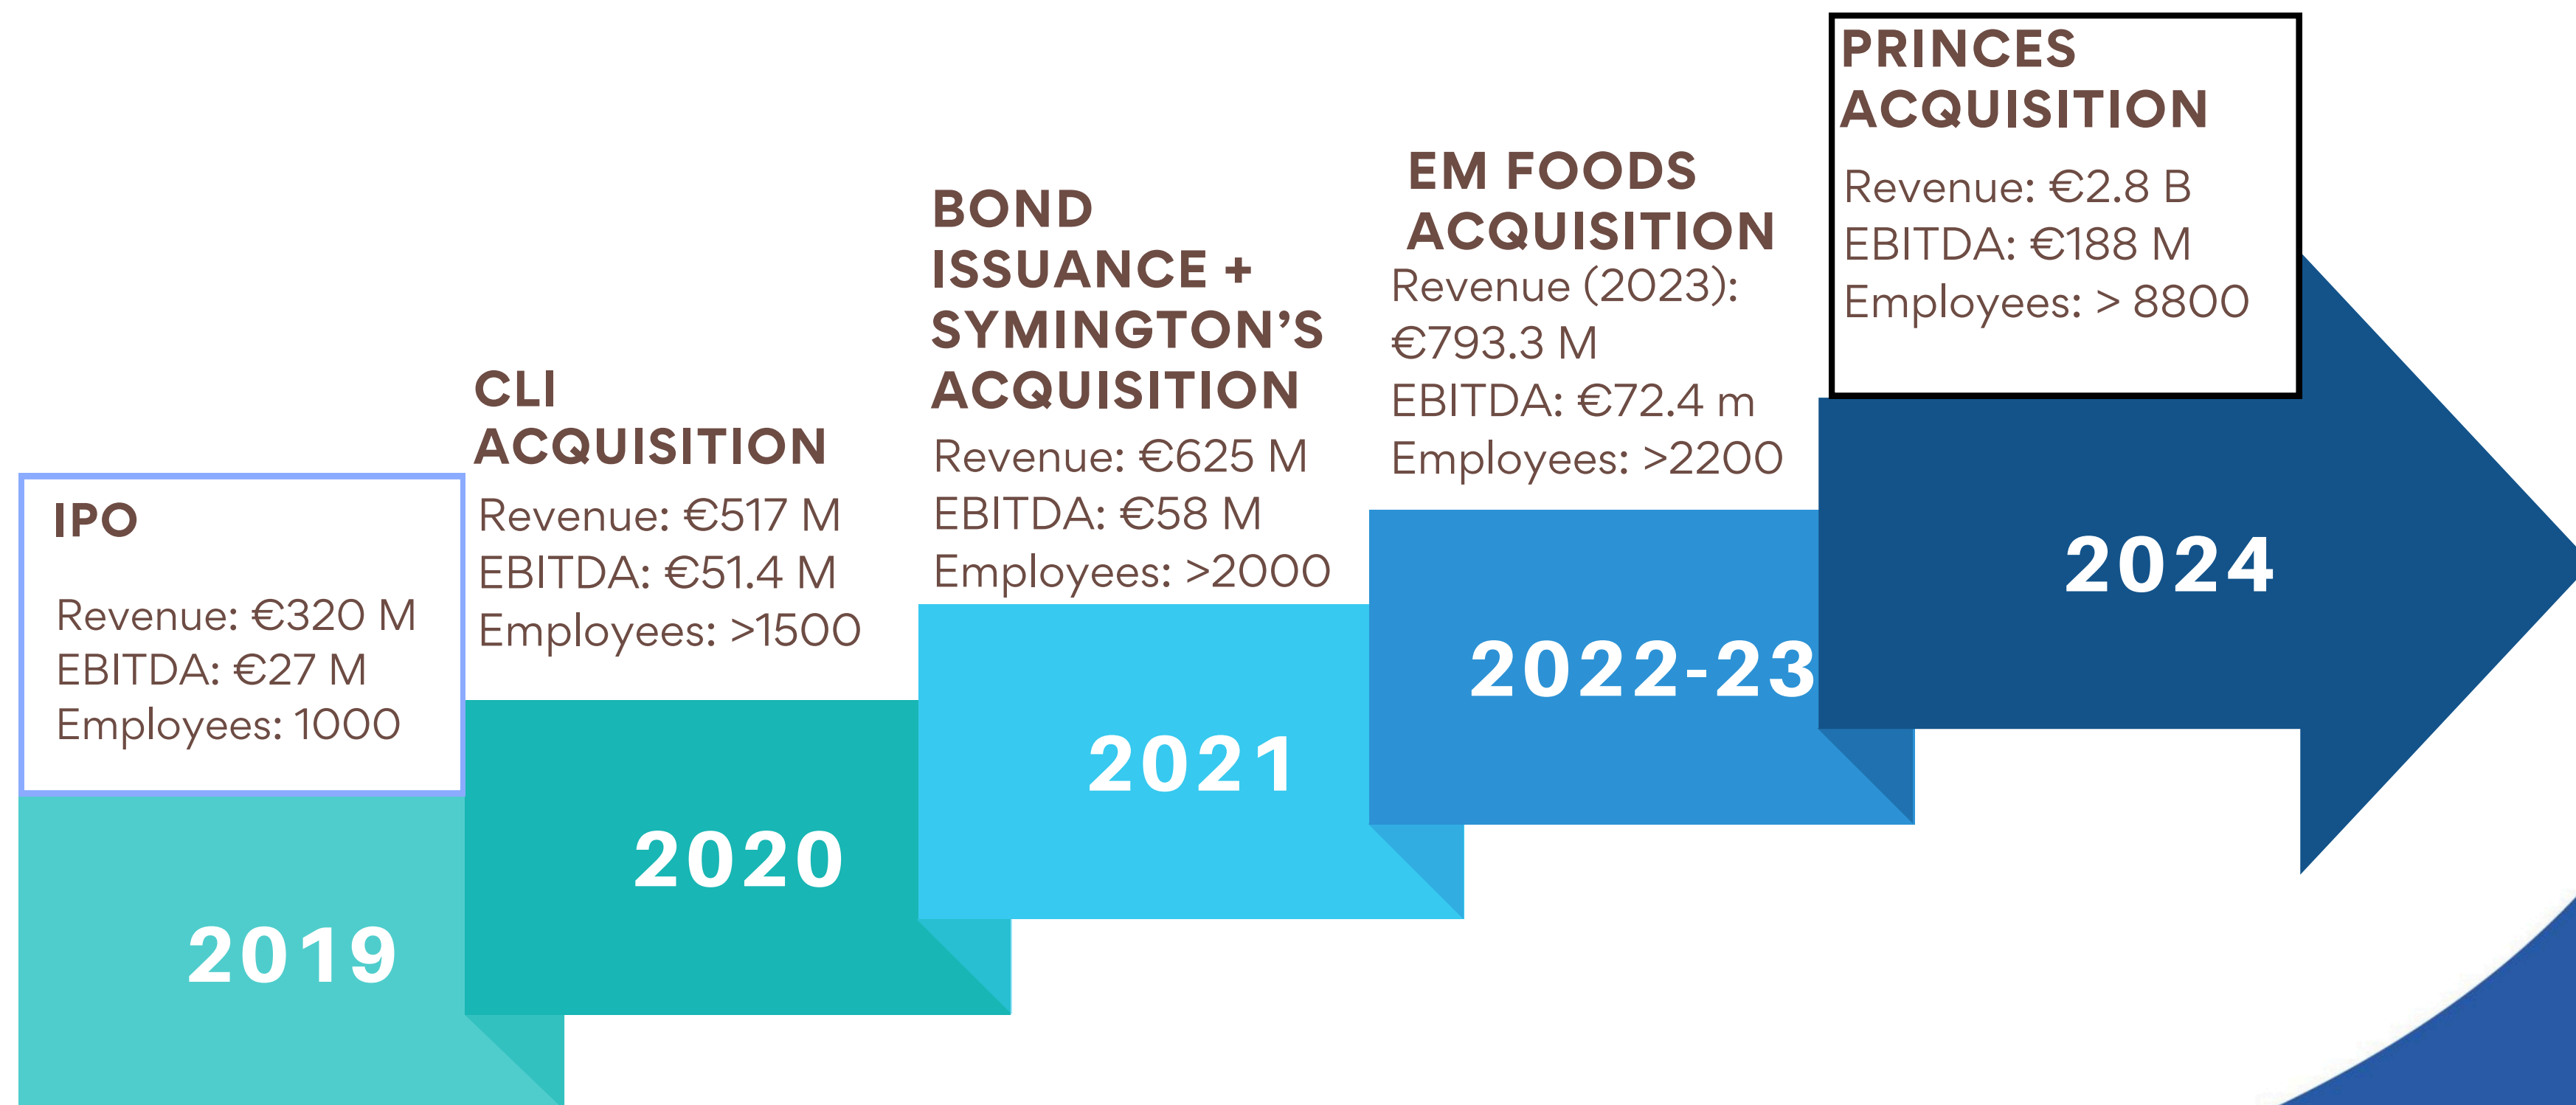 IPO
Revenue: €320 M
EBITDA: €27 M
Employees: 1000
2019
CLI
ACQUISITION
Revenue: €517 M
EBITDA: €51.4 M
Employees: >1500
2020
BOND
ISSUANCE +
SYMINGTON’S
ACQUISITION
Revenue: €625 M
EBITDA: €58 M
Employees: >2000
2021
EM FOODS
ACQUISITION
Revenue (2023):
€793.3 M
EBITDA: €72.4 m
Employees: >2200
2022-23
PRINCES
ACQUISITION
Revenue: €2.8 B
EBITDA: €188 M
Employees: > 8800
2024